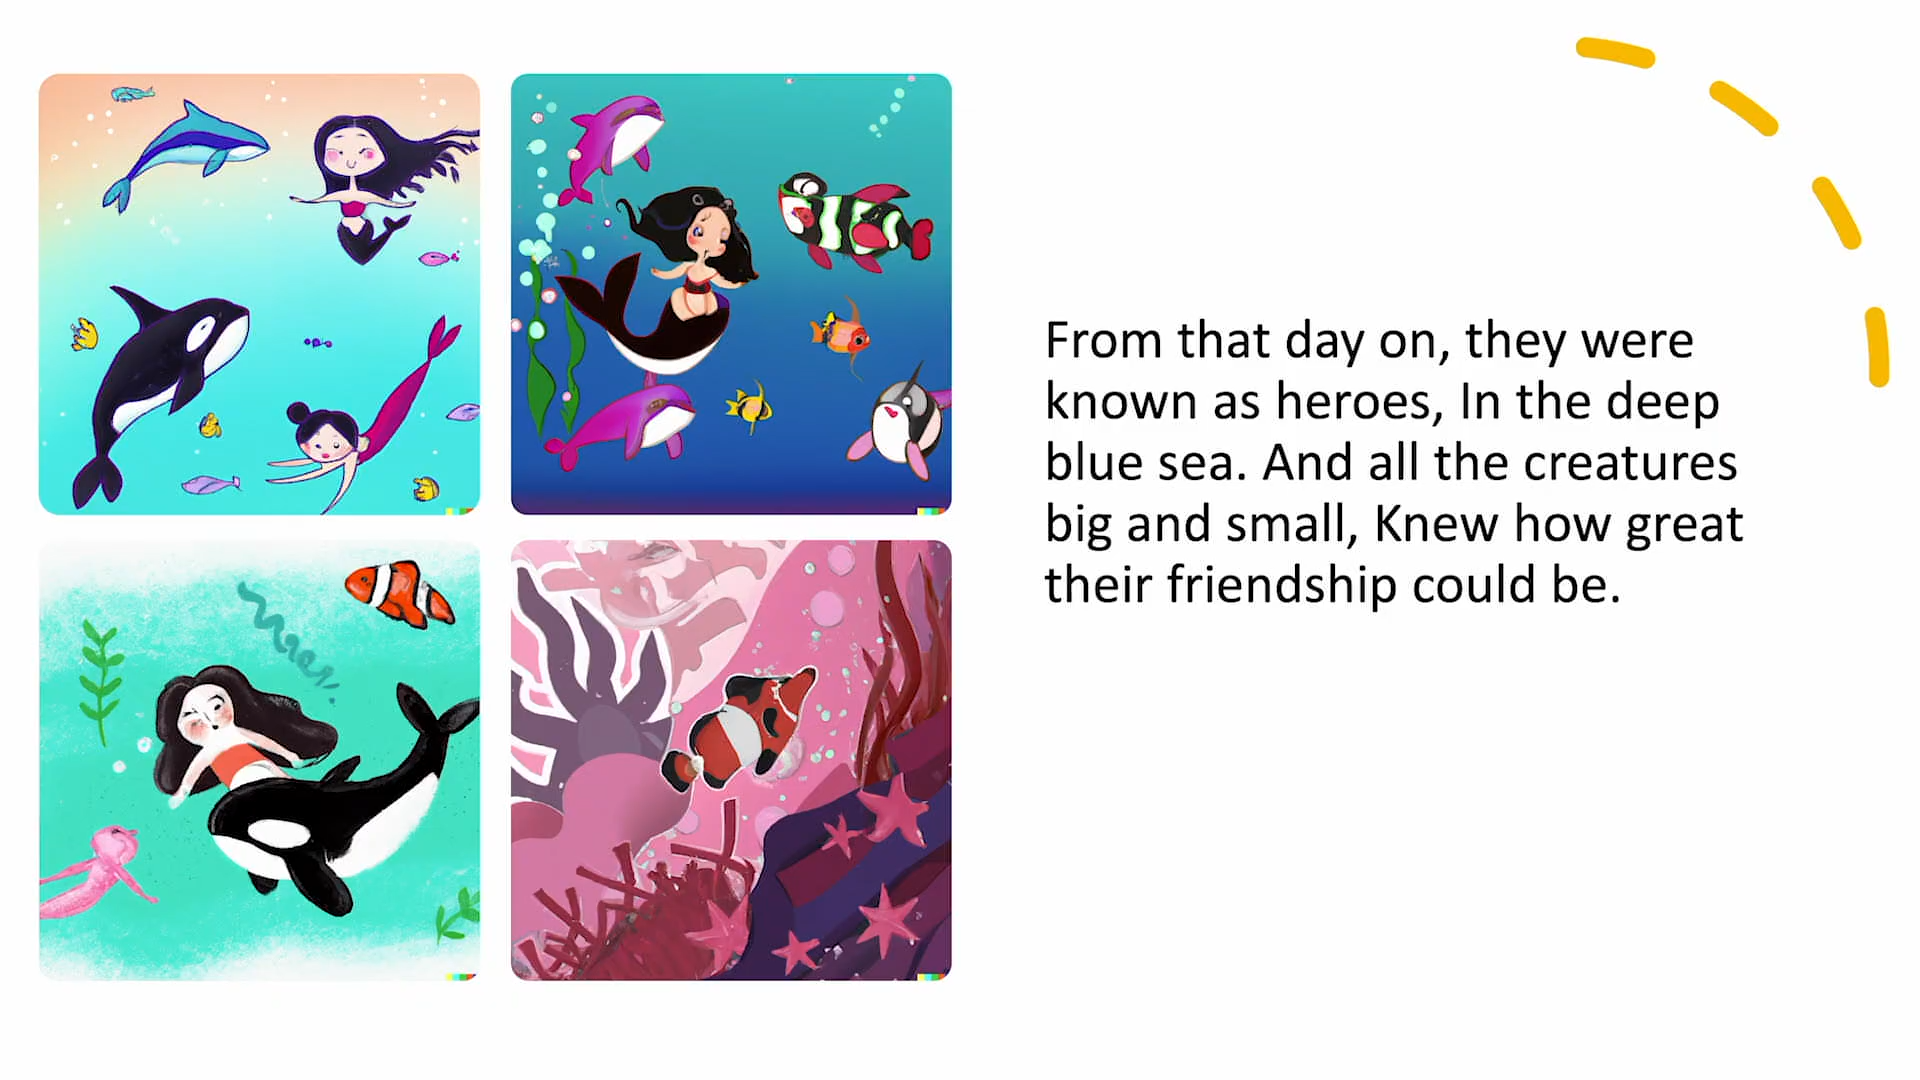 From that day on, they were
known as heroes, In the deep
blue sea. And all the creatures
big and small, Knew how great
their friendship could be.